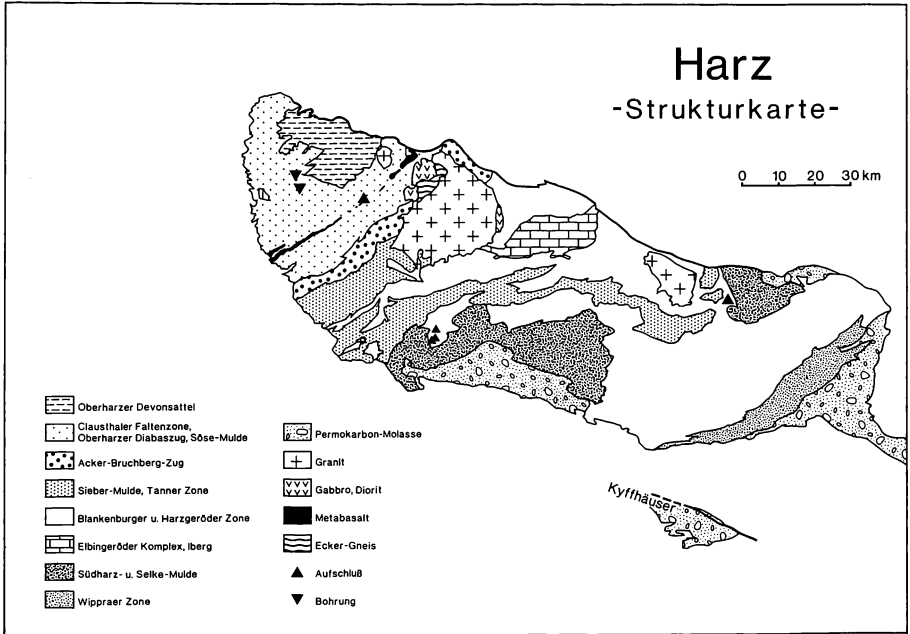 Harz
-Strukturkarte-
0 10 20 30 km
Kyffhäuser
Oberharzer Devonsattel
Clausthaler Faltenzone,
Oberharzer Diabaszug, Söse-Mulde
Acker-Bruchberg-Zug
Sieber-Mulde, Tanner Zone
Blankenburger u. Harzgeröder Zone
Elbingeröder Komplex, Iberg
Südharz- u. Selke-Mulde
Wippraer Zone
Permokarbon-Molasse
Granit
Gabbro, Diorit
Metabasalt
Ecker-Gneis
Aufschluß
Bohrung